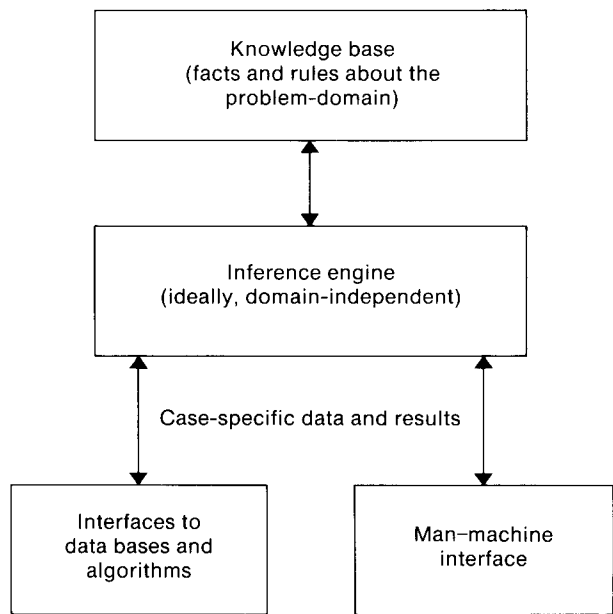 Knowledge base
(facts and rules about the
problem-domain)
Inference engine
(ideally, domain-independent)
Case-specific data and results
Interfaces to
data bases and
algorithms
Man–machine
interface